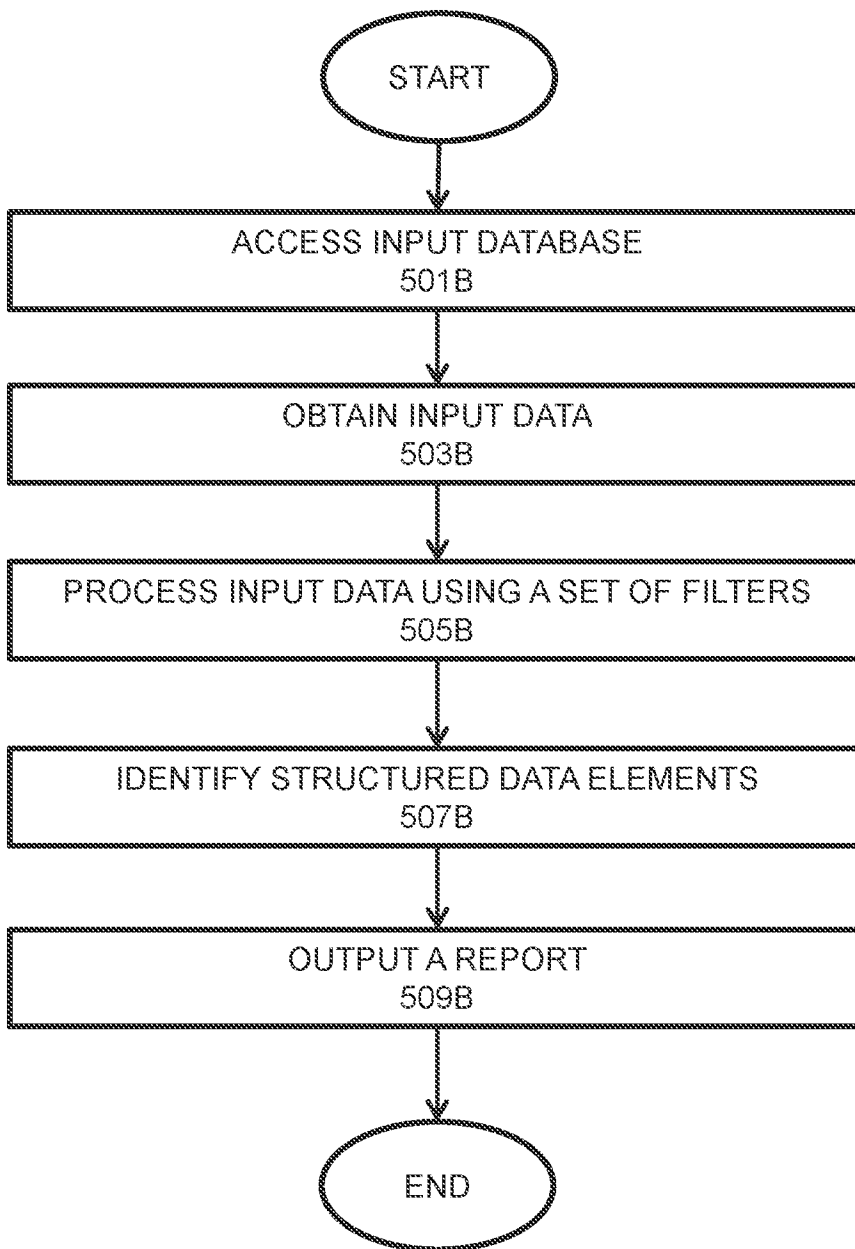 START
ACCESS INPUT DATABASE
501B
OBTAIN INPUT DATA
503B
PROCESS INPUT DATA USING A SET OF FILTERS
505B
IDENTIFY STRUCTURED DATA ELEMENTS
507B
OUTPUT A REPORT
509B
END